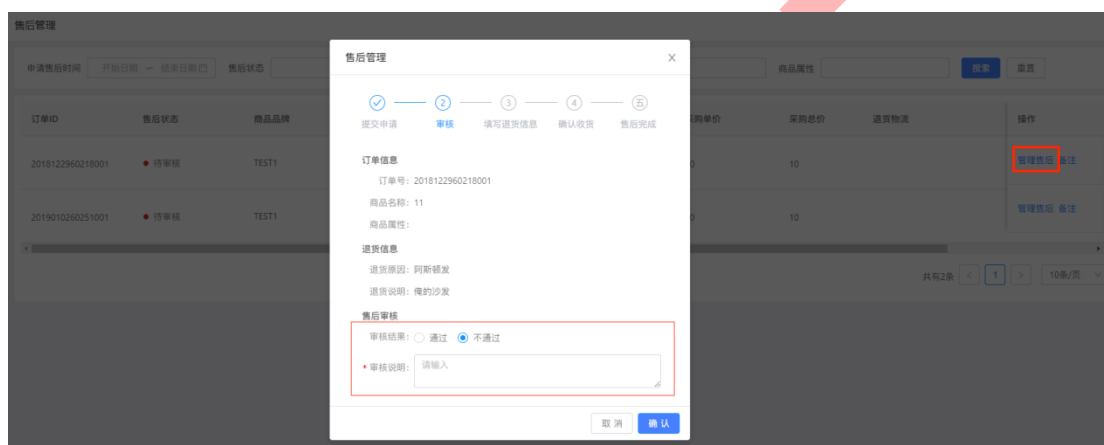 售后管理
申请售后时间 开始日期 ~ 结束日期 售后状态 商品属性 搜索 重置
订单ID 售后状态 商品品牌 采购单价 采购总价 退货物流 操作
2018122960218001 待审核 TEST1 0 10 管理售后 备注
2019010260251001 待审核 TEST1 0 10 管理售后 备注
共有2条 < 1 > 10条/页
售后管理
2 3 4 五
提交申请 审核 填写退货信息 确认收货 售后完成
订单信息
订单号: 2018122960218001
商品名称: 11
商品属性:
退货信息
退货原因: 阿斯顿发
退货说明: 俺的沙发
售后审核
审核结果: 通过 不通过
* 审核说明: 请输入
取 消 确 认